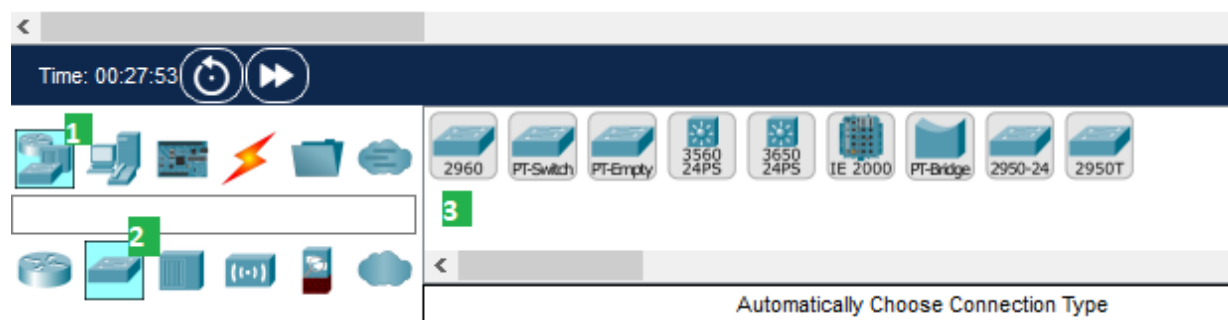 Time: 00:27:53
1
2960
PT-Switch
PT-Empty
3560
24PS
3650
24PS
IE 2000
PT-Bridge
2950-24
2950T
3
2
Automatically Choose Connection Type